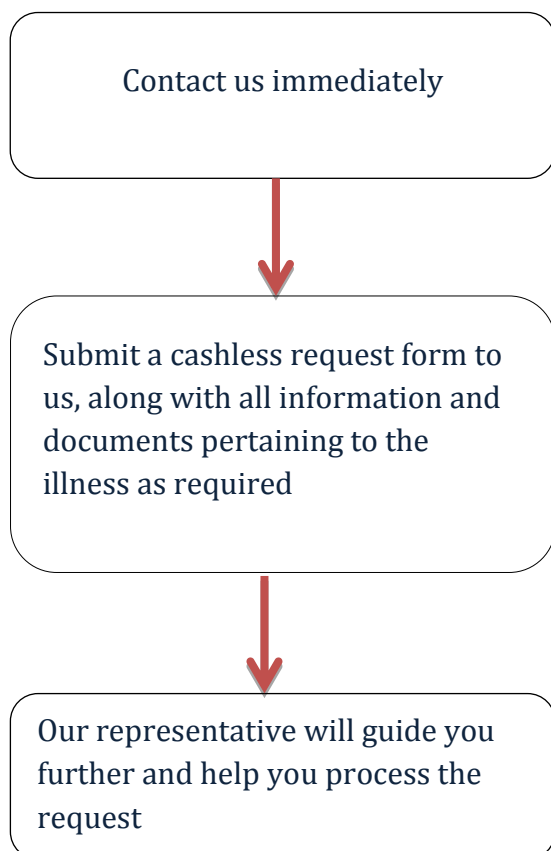 Contact us immediately
Submit a cashless request form to
us, along with all information and
documents pertaining to the
illness as required
Our representative will guide you
further and help you process the
request